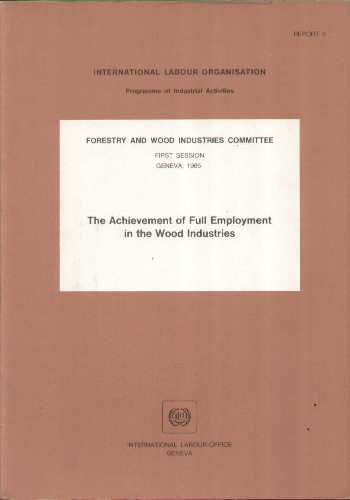 REPORT II
INTERNATIONAL LABOUR ORGANISATION
Programme of Industrial Activities
FORESTRY AND WOOD INDUSTRIES COMMITTEE
FIRST SESSION
GENEVA, 1985
The Achievement of Full Employment
in the Wood Industries
INTERNATIONAL LABOUR OFFICE
GENEVA